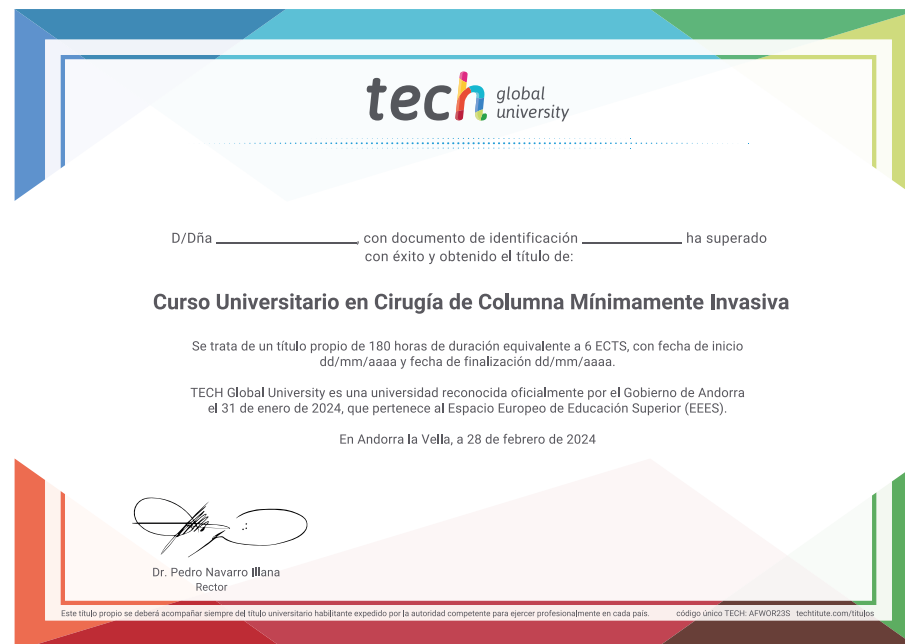 tech global university
D/Dña ____________, con documento de identificación ____________ ha superado
con éxito y obtenido el título de:
Curso Universitario en Cirugía de Columna Mínimamente Invasiva
Se trata de un título propio de 180 horas de duración equivalente a 6 ECTS, con fecha de inicio
dd/mm/aaaa y fecha de finalización dd/mm/aaaa.
TECH Global University es una universidad reconocida oficialmente por el Gobierno de Andorra
el 31 de enero de 2024, que pertenece al Espacio Europeo de Educación Superior (EEES).
En Andorra la Vella, a 28 de febrero de 2024
Dr. Pedro Navarro Illana
Rector
Este título propio se deberá acompañar siempre del título universitario habilitante expedido por la autoridad competente para ejercer profesionalmente en cada país. código único TECH: AFWOR23S techtitute.com/titulos